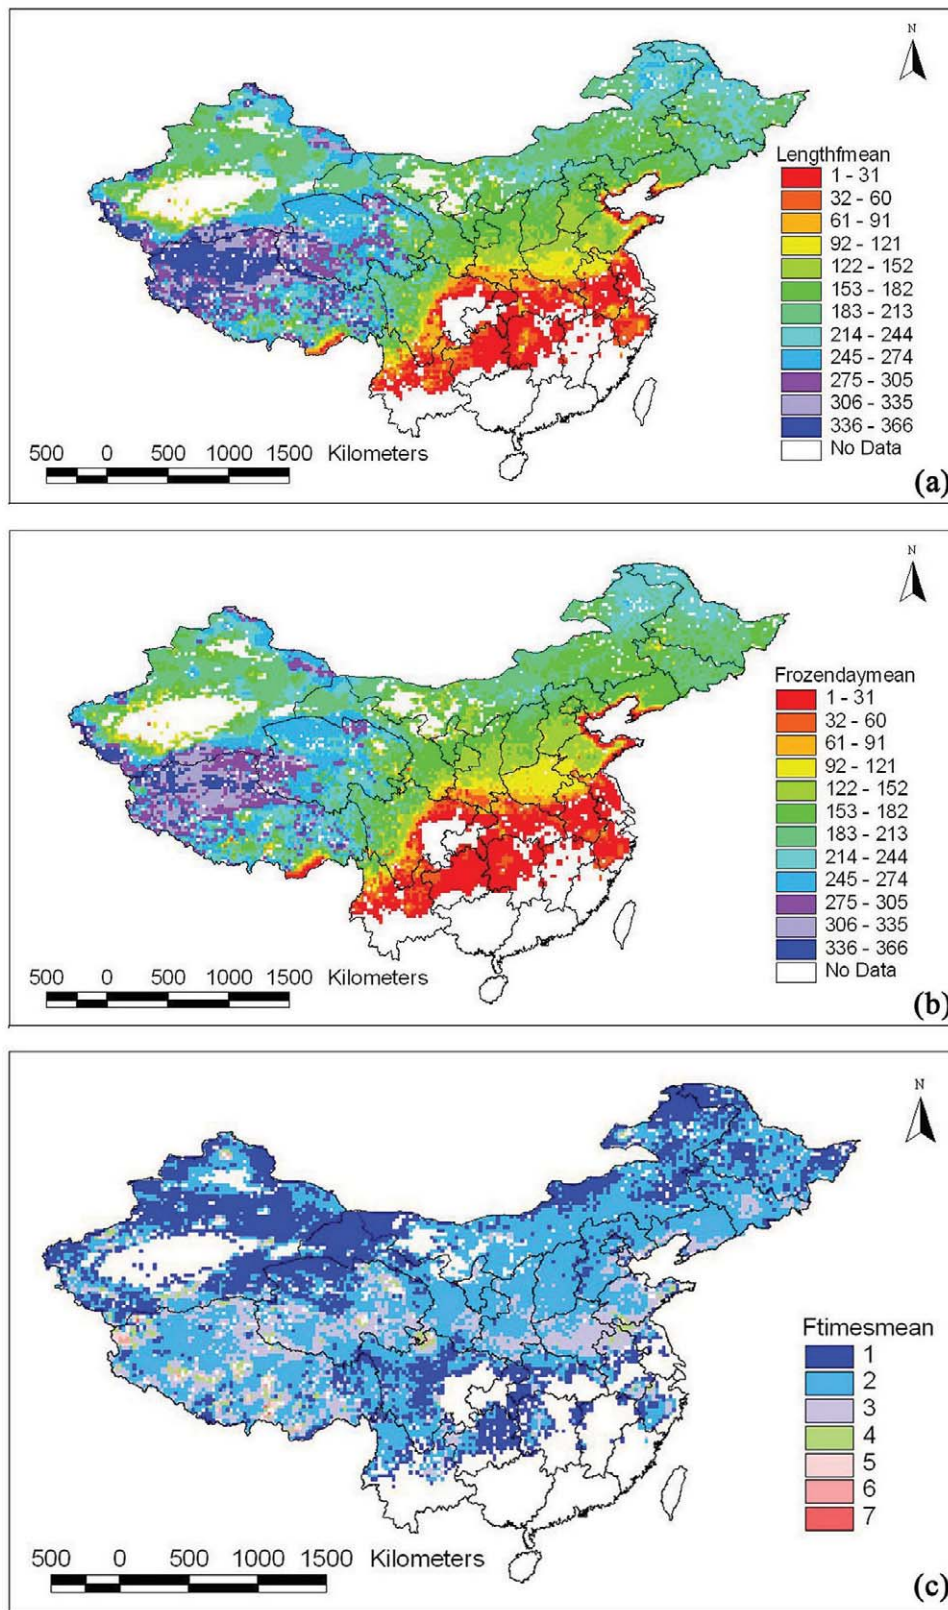 N
Lengthfmean
1 - 31
32 - 60
61 - 91
92 - 121
122 - 152
153 - 182
183 - 213
214 - 244
245 - 274
275 - 305
306 - 335
336 - 366
No Data
500 0 500 1000 1500 Kilometers
(a)
N
Frozendaymean
1 - 31
32 - 60
61 - 91
92 - 121
122 - 152
153 - 182
183 - 213
214 - 244
245 - 274
275 - 305
306 - 335
336 - 366
No Data
500 0 500 1000 1500 Kilometers
(b)
N
Ftimesmean
1
2
3
4
5
6
7
500 0 500 1000 1500 Kilometers
(c)